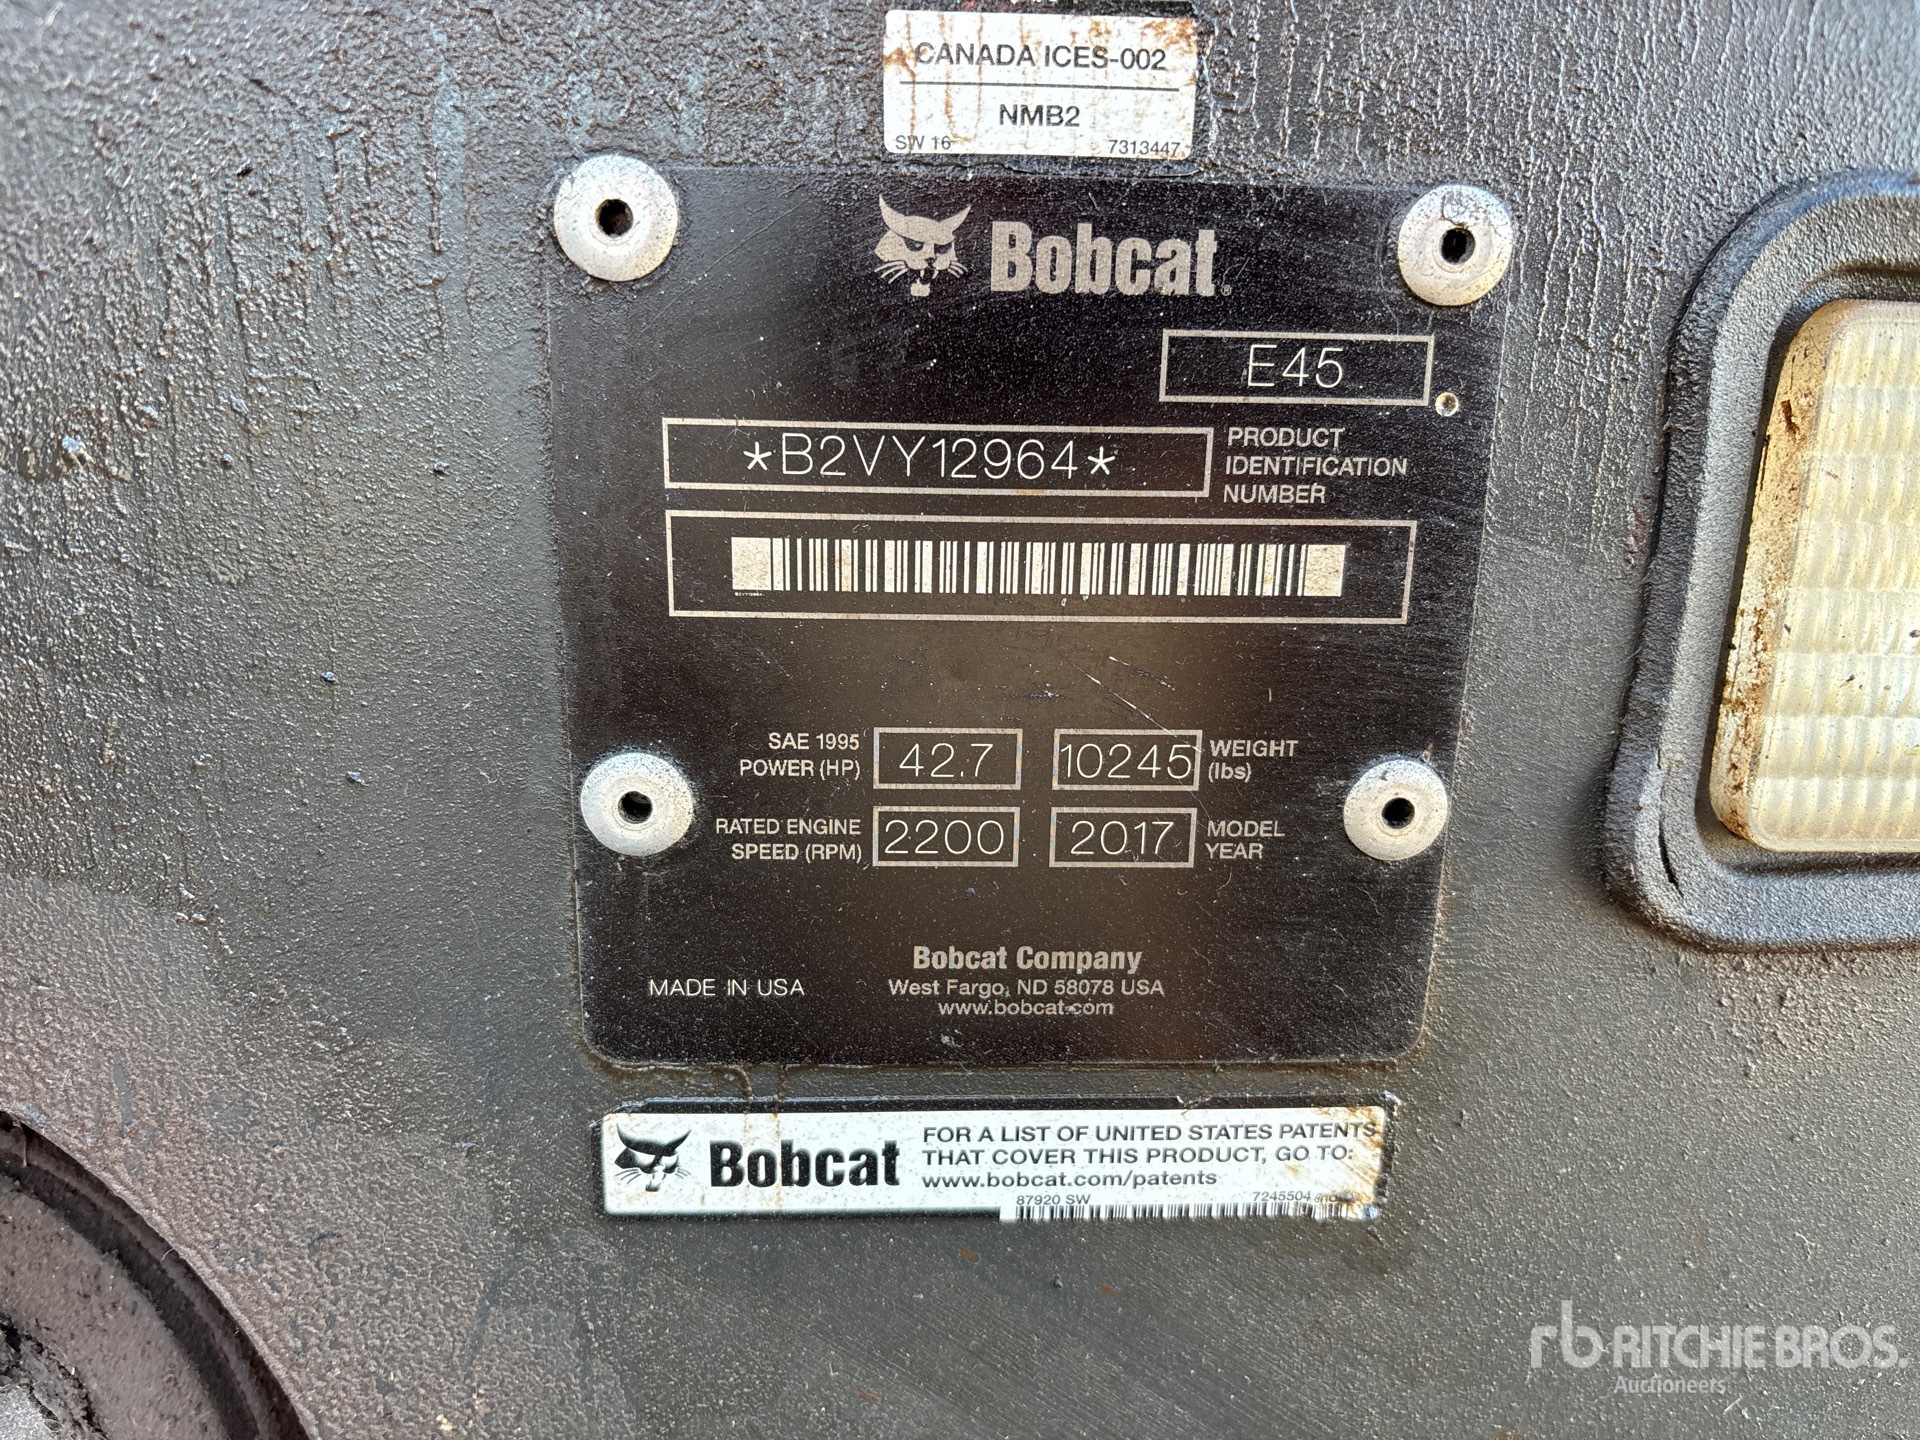 CANADA ICES-002
NMB2
SW 16 7313447
Bobcat®
E45
*B2VY12964*
PRODUCT
IDENTIFICATION
NUMBER
B2VY12964
SAE 1995
POWER (HP)
42.7
10245
WEIGHT
(lbs)
RATED ENGINE
SPEED (RPM)
2200
2017
MODEL
YEAR
Bobcat Company
MADE IN USA
West Fargo, ND 58078 USA
www.bobcat.com
Bobcat
FOR A LIST OF UNITED STATES PATENTS
THAT COVER THIS PRODUCT, GO TO:
www.bobcat.com/patents
87920 SW 7245504
rb RITCHIE BROS.
Auctioneers